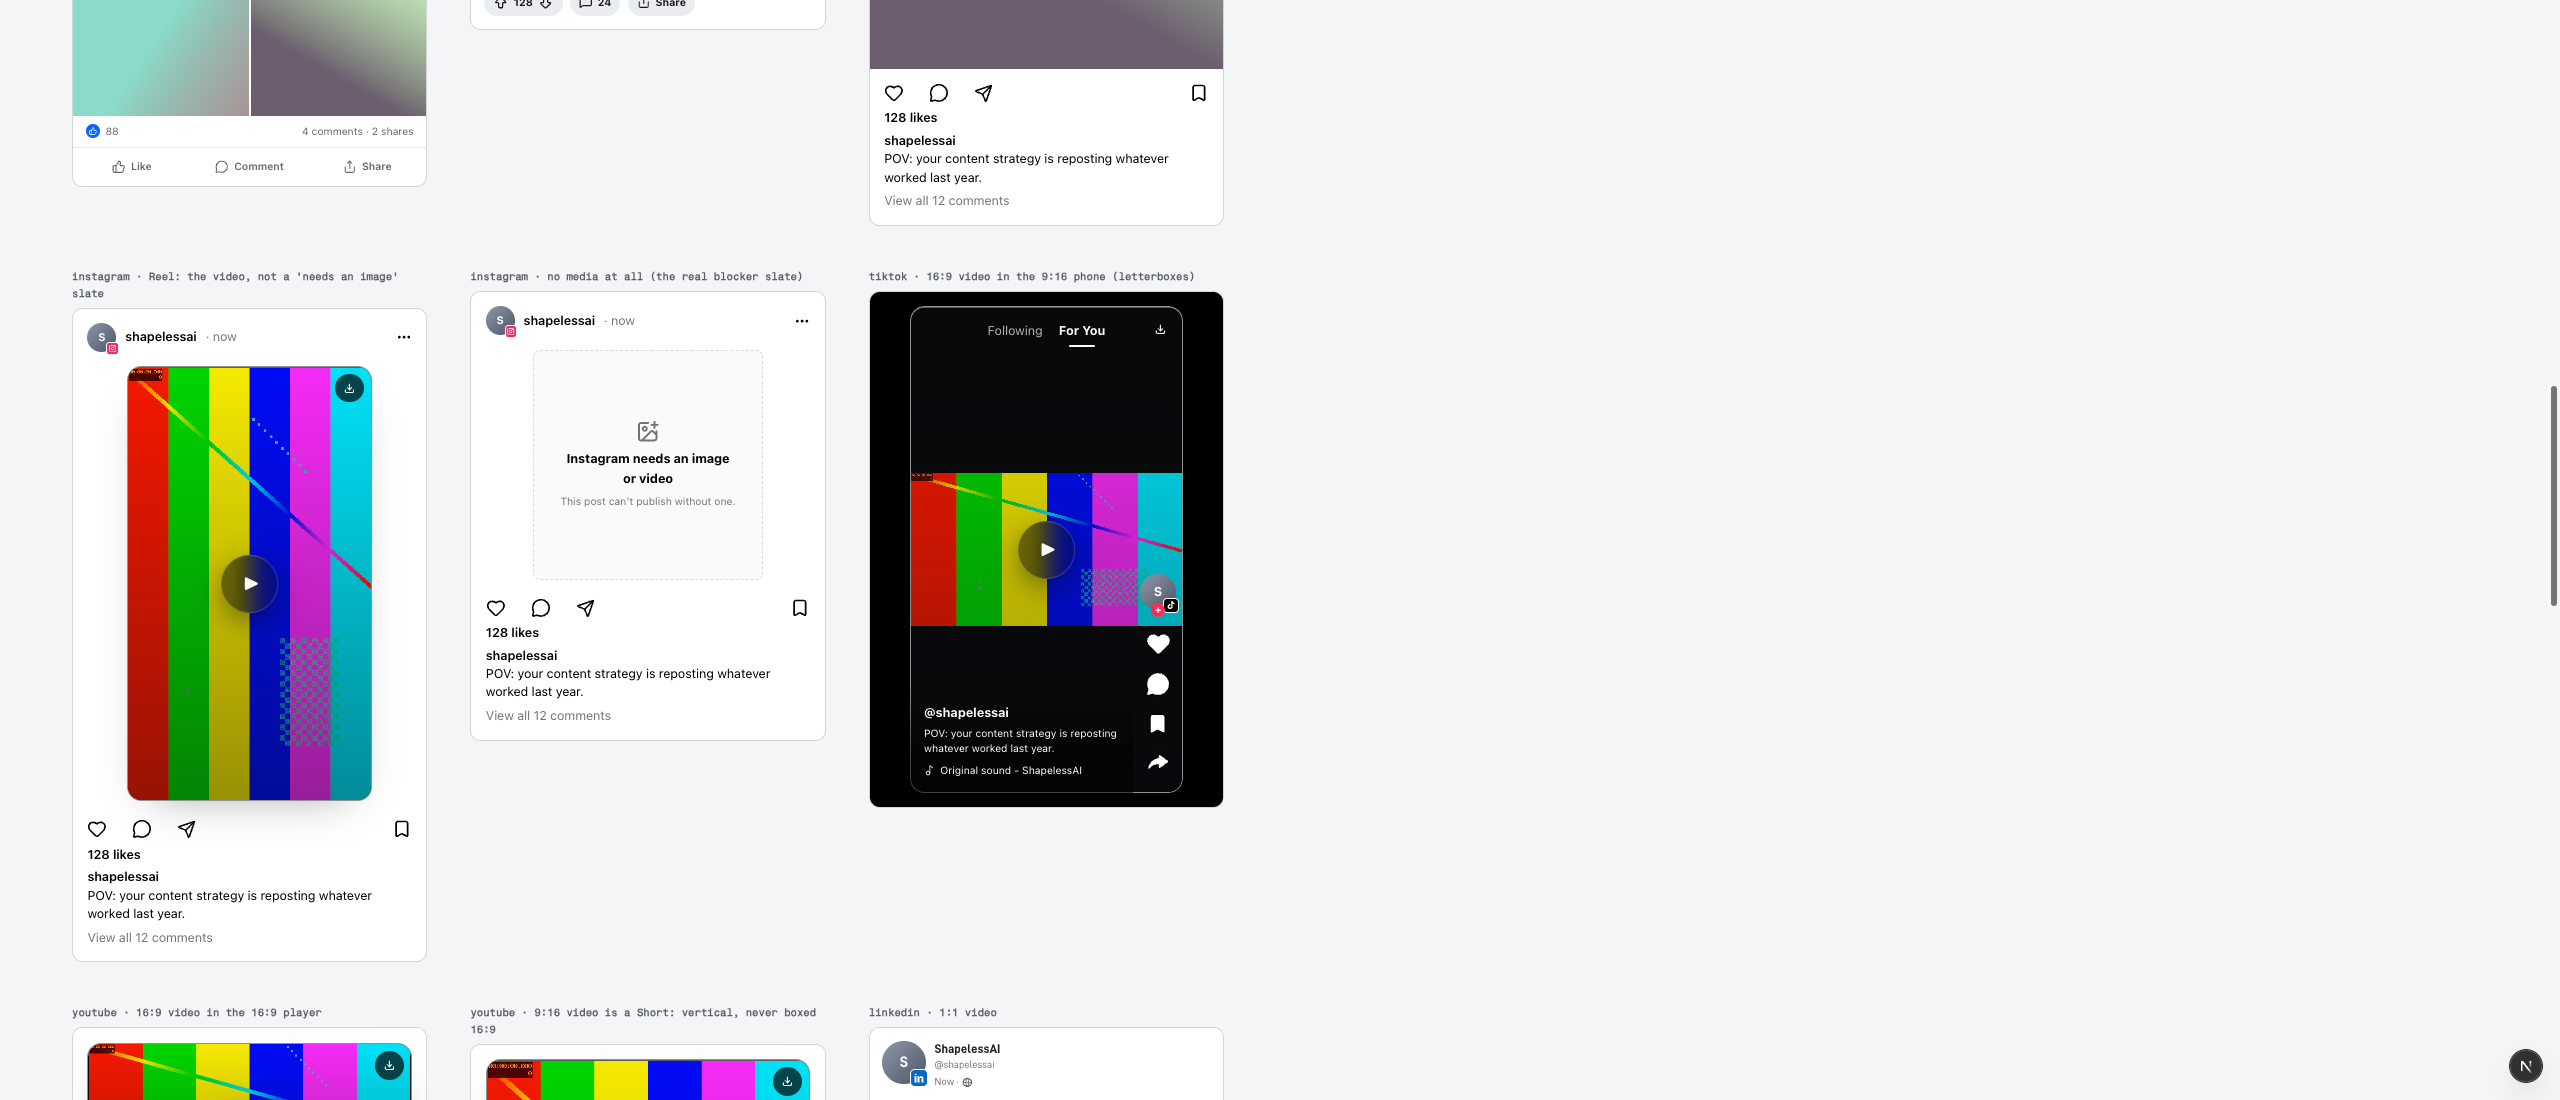 128
24
Share
88
4 comments · 2 shares
Like
Comment
Share
128 likes
shapelessai
POV: your content strategy is reposting whatever
worked last year.
View all 12 comments
instagram · Reel: the video, not a 'needs an image'
slate
S
shapelessai · now
128 likes
shapelessai
POV: your content strategy is reposting whatever
worked last year.
View all 12 comments
instagram · no media at all (the real blocker slate)
S
shapelessai · now
Instagram needs an image
or video
This post can't publish without one.
128 likes
shapelessai
POV: your content strategy is reposting whatever
worked last year.
View all 12 comments
tiktok · 16:9 video in the 9:16 phone (letterboxes)
Following For You
S
@shapelessai
POV: your content strategy is reposting
whatever worked last year.
Original sound - ShapelessAI
youtube · 16:9 video in the 16:9 player
youtube · 9:16 video is a Short: vertical, never boxed
16:9
linkedin · 1:1 video
S
in
ShapelessAI
@shapelessai
Now ·
N